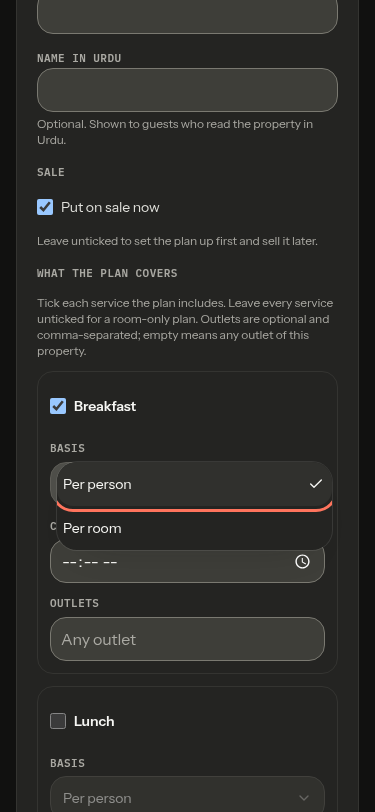 NAME IN URDU
Optional. Shown to guests who read the property in
Urdu.
SALE
Put on sale now
Leave unticked to set the plan up first and sell it later.
WHAT THE PLAN COVERS
Tick each service the plan includes. Leave every service
unticked for a room-only plan. Outlets are optional and
comma-separated; empty means any outlet of this
property.
Breakfast
BASIS
Per person
Per room
--:-- --
OUTLETS
Any outlet
Lunch
BASIS
Per person